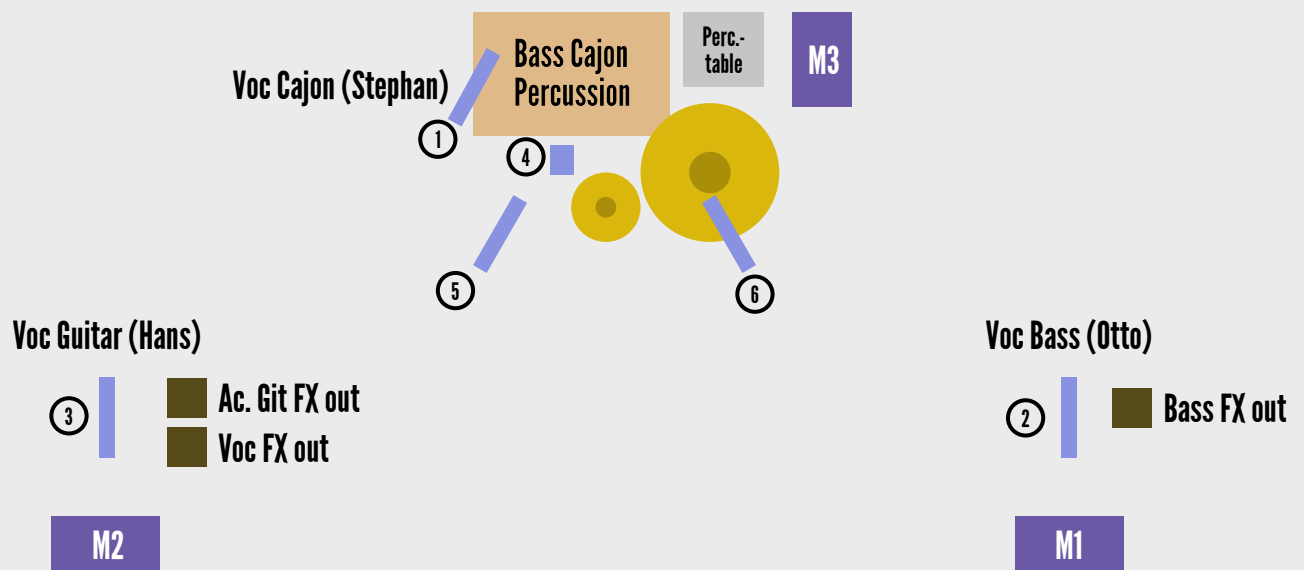 Bass Cajon
Percussion
Perc.-
table
M3
Voc Cajon (Stephan)
1
4
5
6
Voc Guitar (Hans)
Voc Bass (Otto)
3
Ac. Git FX out
Voc FX out
2
Bass FX out
M2
M1